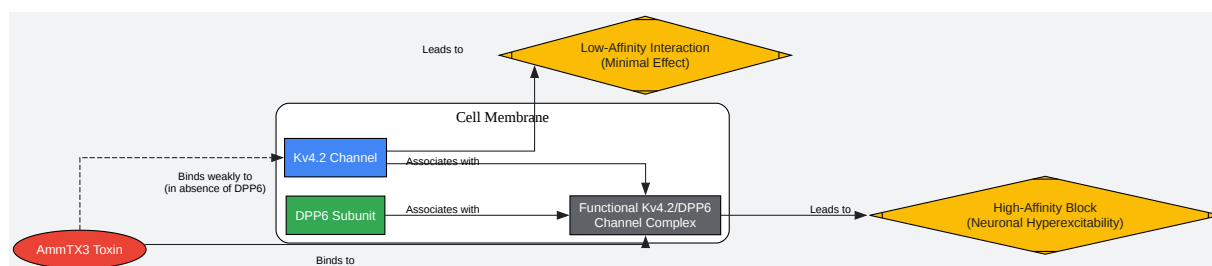 Leads to
Low-Affinity Interaction
(Minimal Effect)
Cell Membrane
Kv4.2 Channel
Associates with
Binds weakly to
(in absence of DPP6)
DPP6 Subunit
Associates with
Functional Kv4.2/DPP6
Channel Complex
Leads to
High-Affinity Block
(Neuronal Hyperexcitability)
AmmTX3 Toxin
Binds to